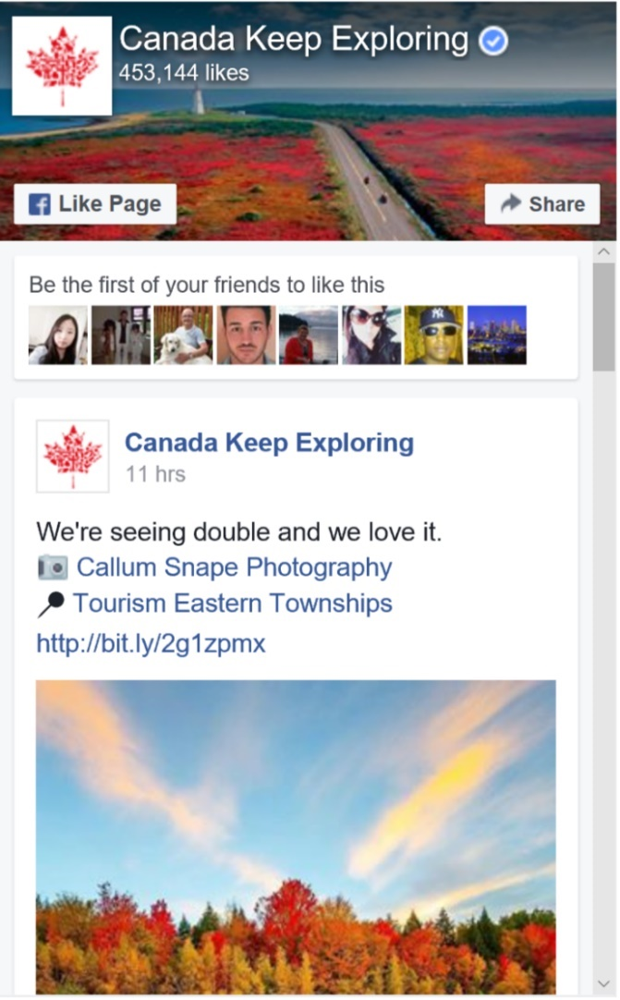 Canada Keep Exploring
453,144 likes
Like Page
Share
Be the first of your friends to like this
Canada Keep Exploring
11 hrs
We're seeing double and we love it.
Callum Snape Photography
Tourism Eastern Townships
http://bit.ly/2g1zpmx